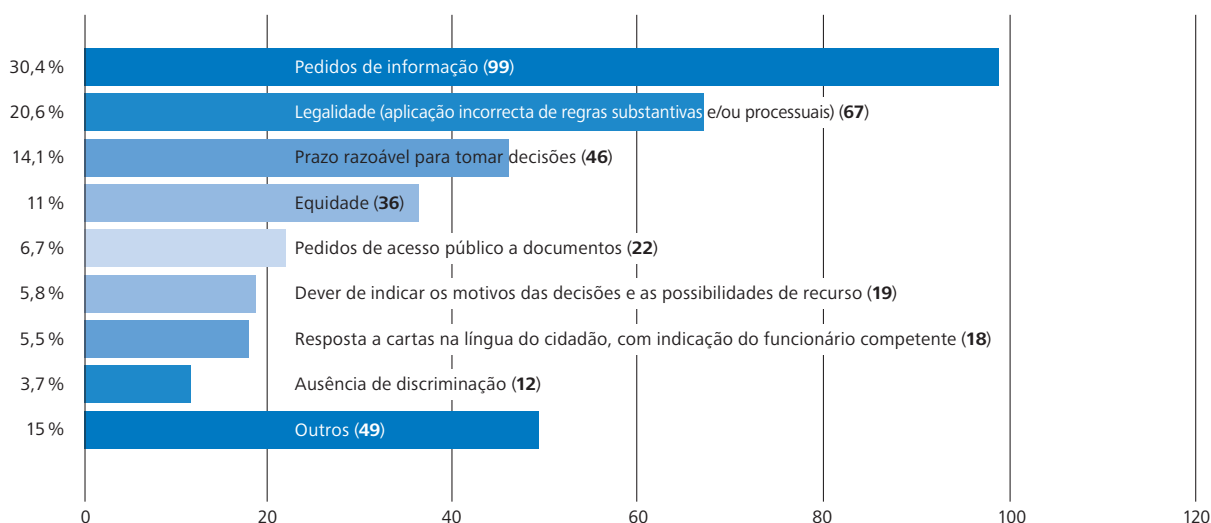 30,4 % Pedidos de informação (99)
20,6 % Legalidade (aplicação incorrecta de regras substantivas e/ou processuais) (67)
14,1 % Prazo razoável para tomar decisões (46)
11 % Equidade (36)
6,7 % Pedidos de acesso público a documentos (22)
5,8 % Dever de indicar os motivos das decisões e as possibilidades de recurso (19)
5,5 % Resposta a cartas na língua do cidadão, com indicação do funcionário competente (18)
3,7 % Ausência de discriminação (12)
15 % Outros (49)
0 20 40 60 80 100 120